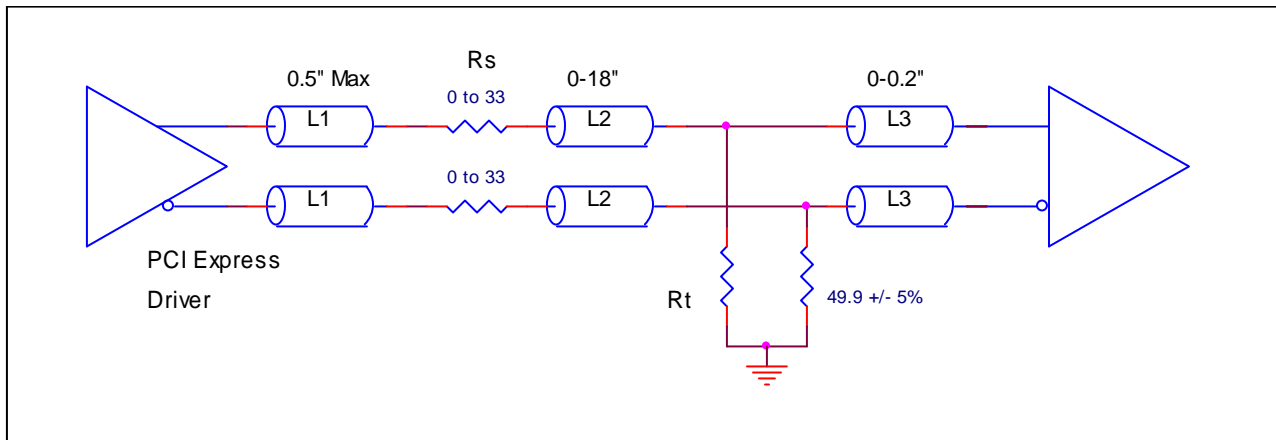 Rs
0.5" Max
0-18"
0-0.2"
0 to 33
L1
L2
L3
0 to 33
L1
L2
L3
PCI Express
Driver
Rt
49.9 +/- 5%